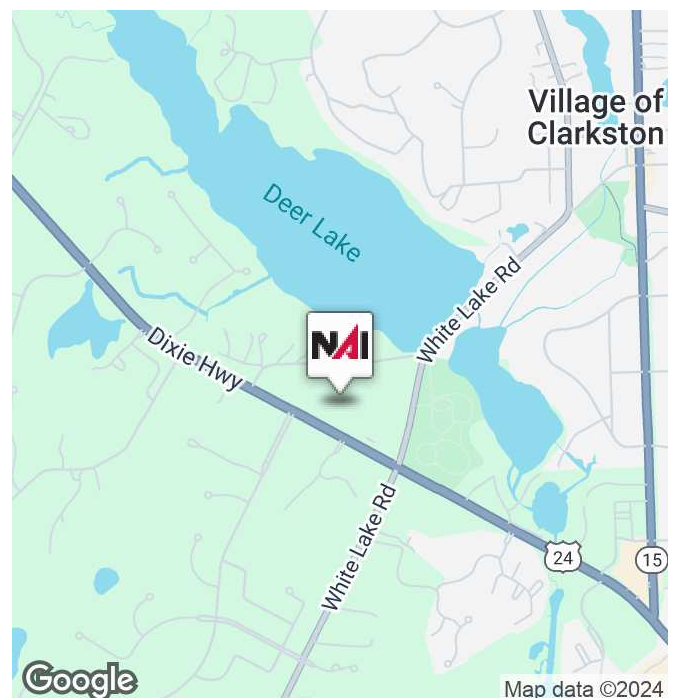 Village of
Clarkston
Deer Lake
White Lake Rd
NAI
Dixie Hwy
White Lake Rd
24
15
Google
Map data ©2024